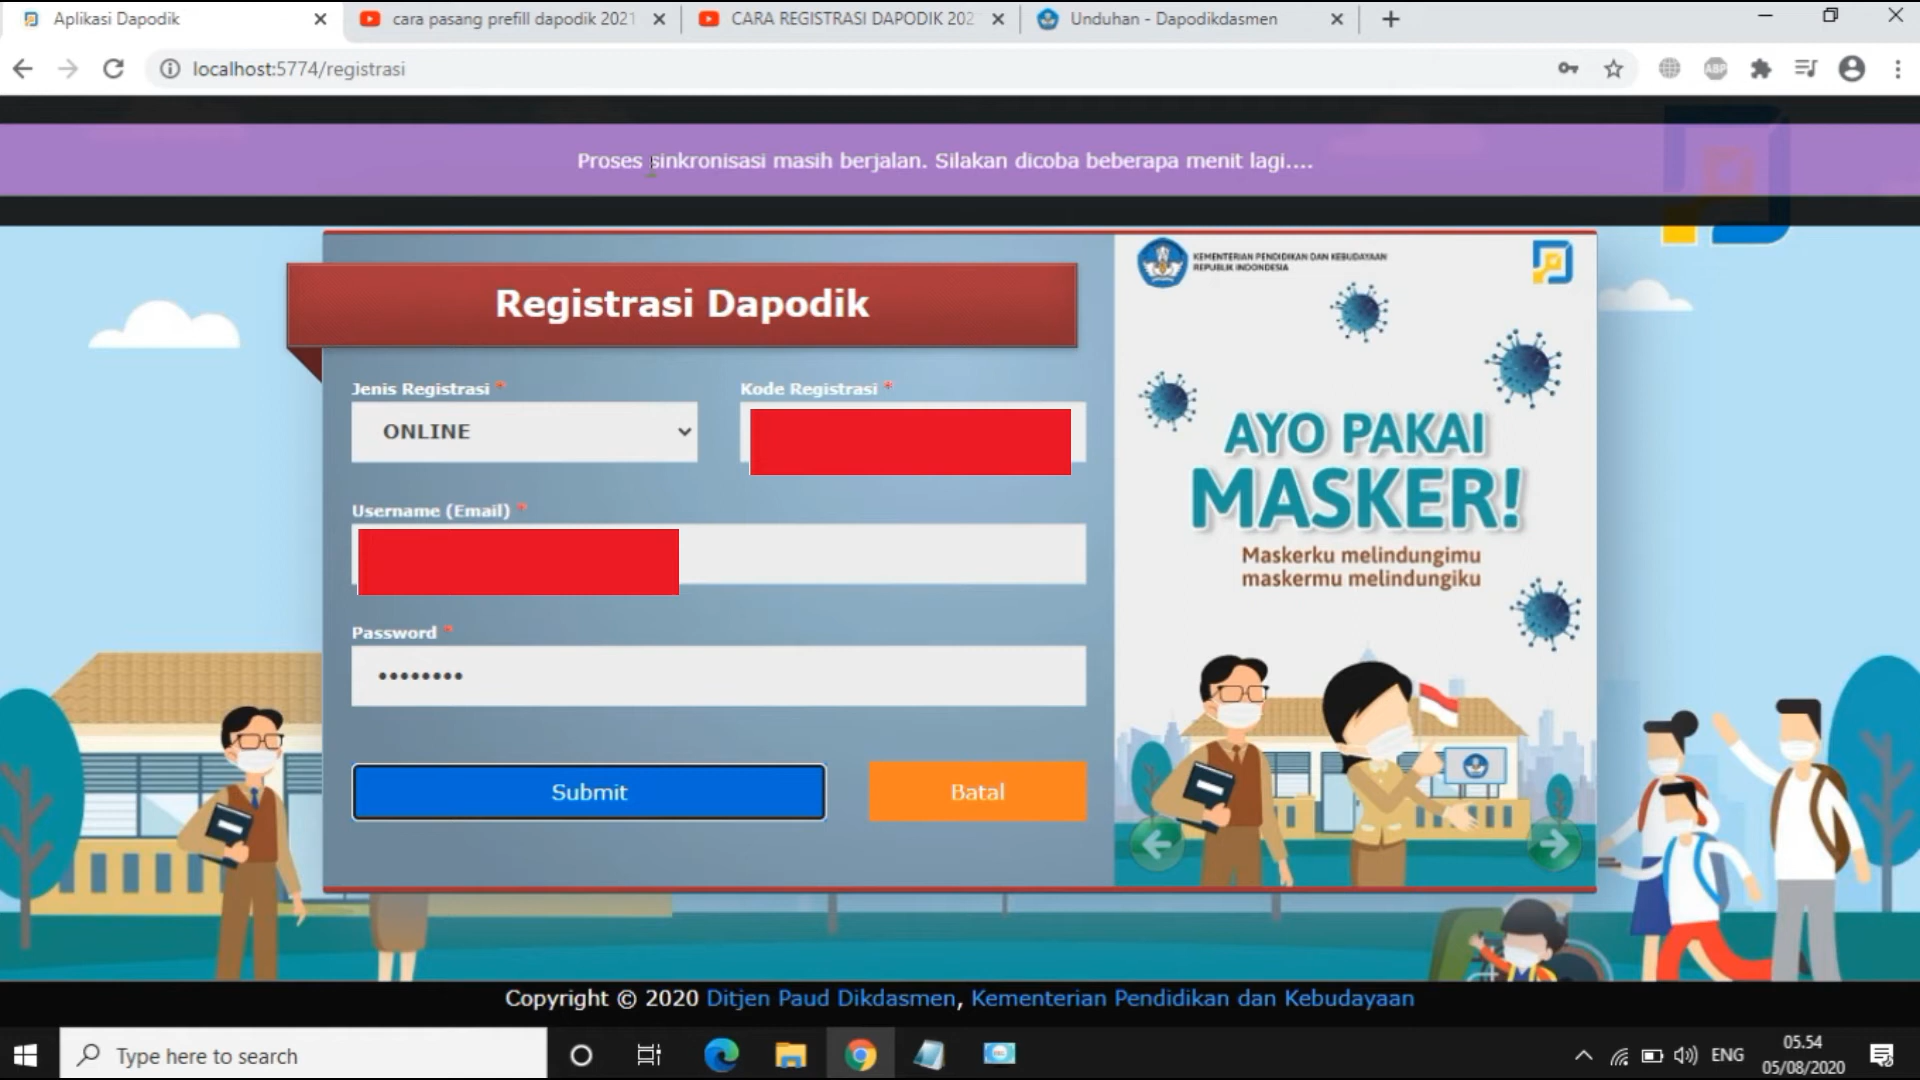 Aplikasi Dapodik
cara pasang prefill dapodik 2021
CARA REGISTRASI DAPODIK 202
Unduhan - Dapodikdasmen
localhost:5774/registrasi
ABP
Proses sinkronisasi masih berjalan. Silakan dicoba beberapa menit lagi....
KEMENTERIAN PENDIDIKAN DAN KEBUDAYAAN
REPUBLIK INDONESIA
Registrasi Dapodik
Jenis Registrasi *
Kode Registrasi *
ONLINE
Username (Email) *
Password *
••••••••
Submit
Batal
AYO PAKAI
MASKER!
Maskerku melindungimu
maskermu melindungiku
Copyright © 2020 Ditjen Paud Dikdasmen, Kementerian Pendidikan dan Kebudayaan
Type here to search
ENG
05.54
05/08/2020